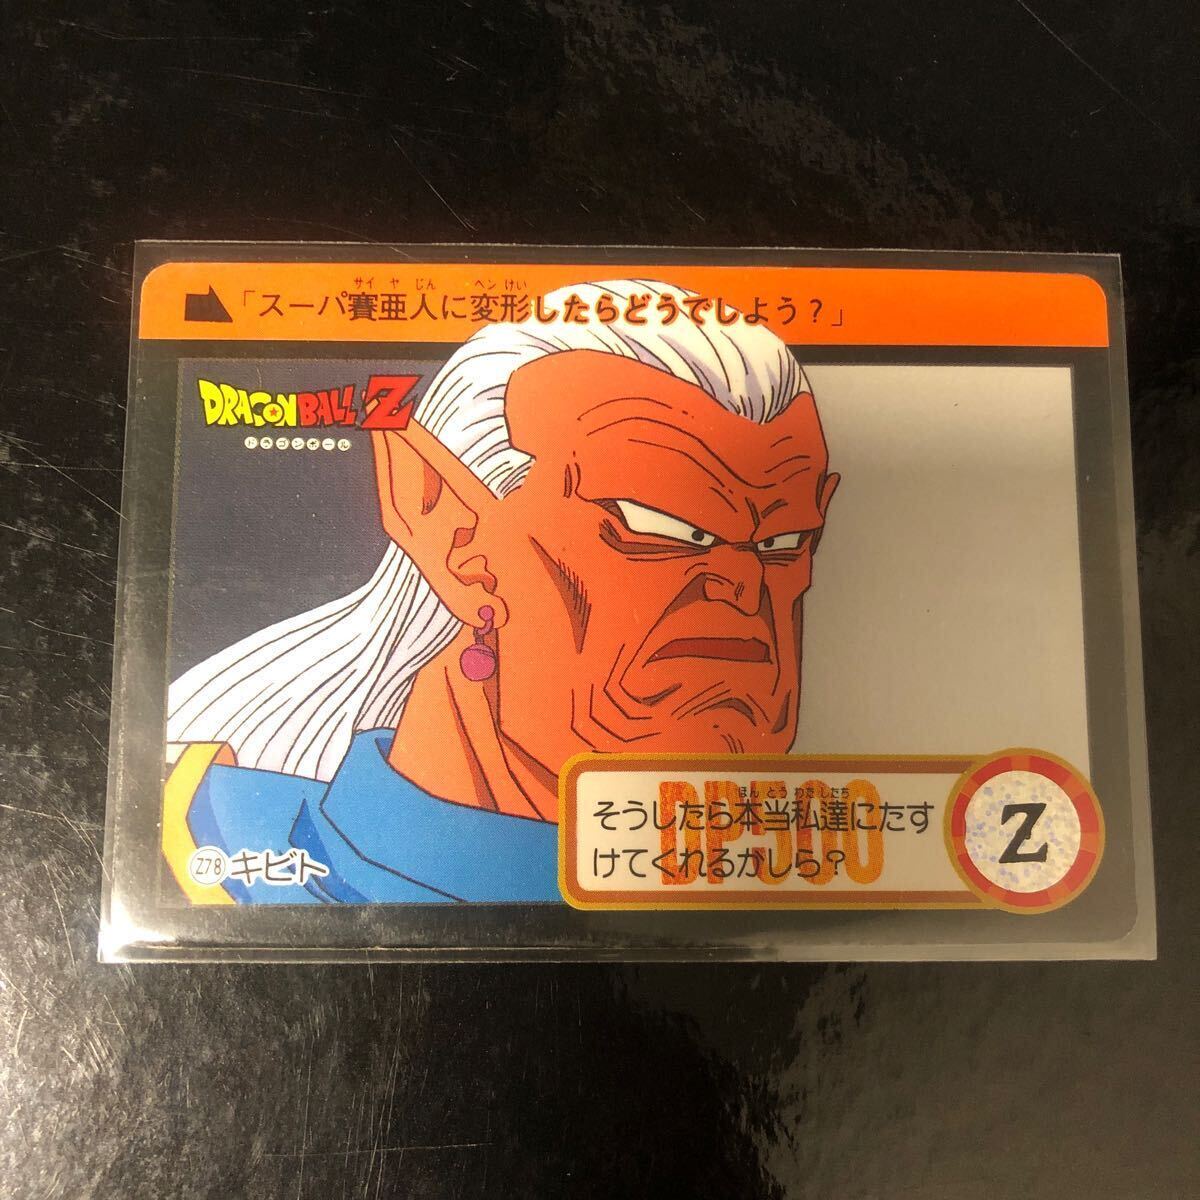 サイ ヤ じん ヘン けい
「スーパ賽亜人に変形したらどうでしよう？」
DRAGON BALL Z
ドラゴンボール
DP500
ほん とう わた したち
そうしたら本当私達にたす
けてくれるかしら？
Z
Z78 キビト